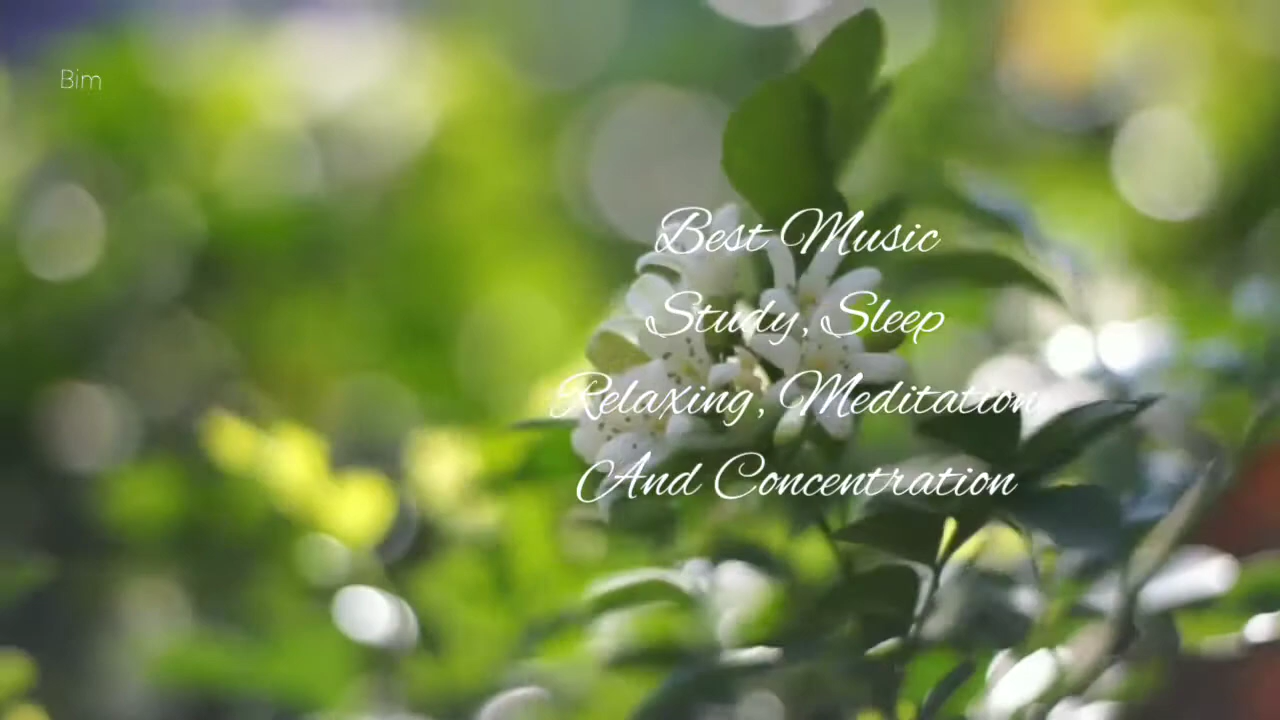 Bim
Best Music
Study, Sleep
Relaxing, Meditation
And Concentration